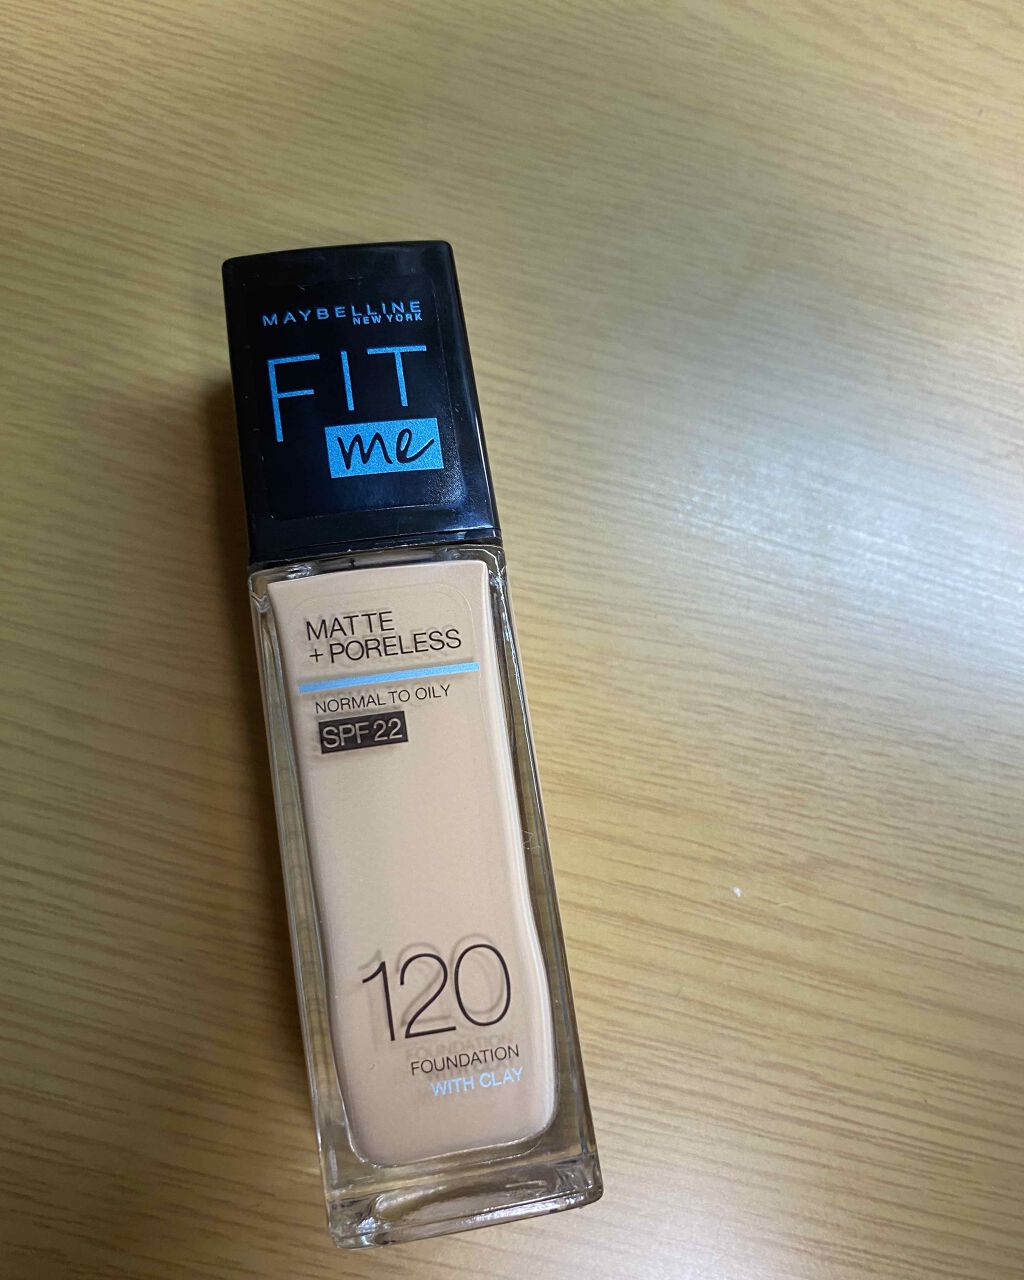 MAYBELLINE
NEW YORK
FIT
me
MATTE
+ PORELESS
NORMAL TO OILY
SPF 22
120
FOUNDATION
WITH CLAY